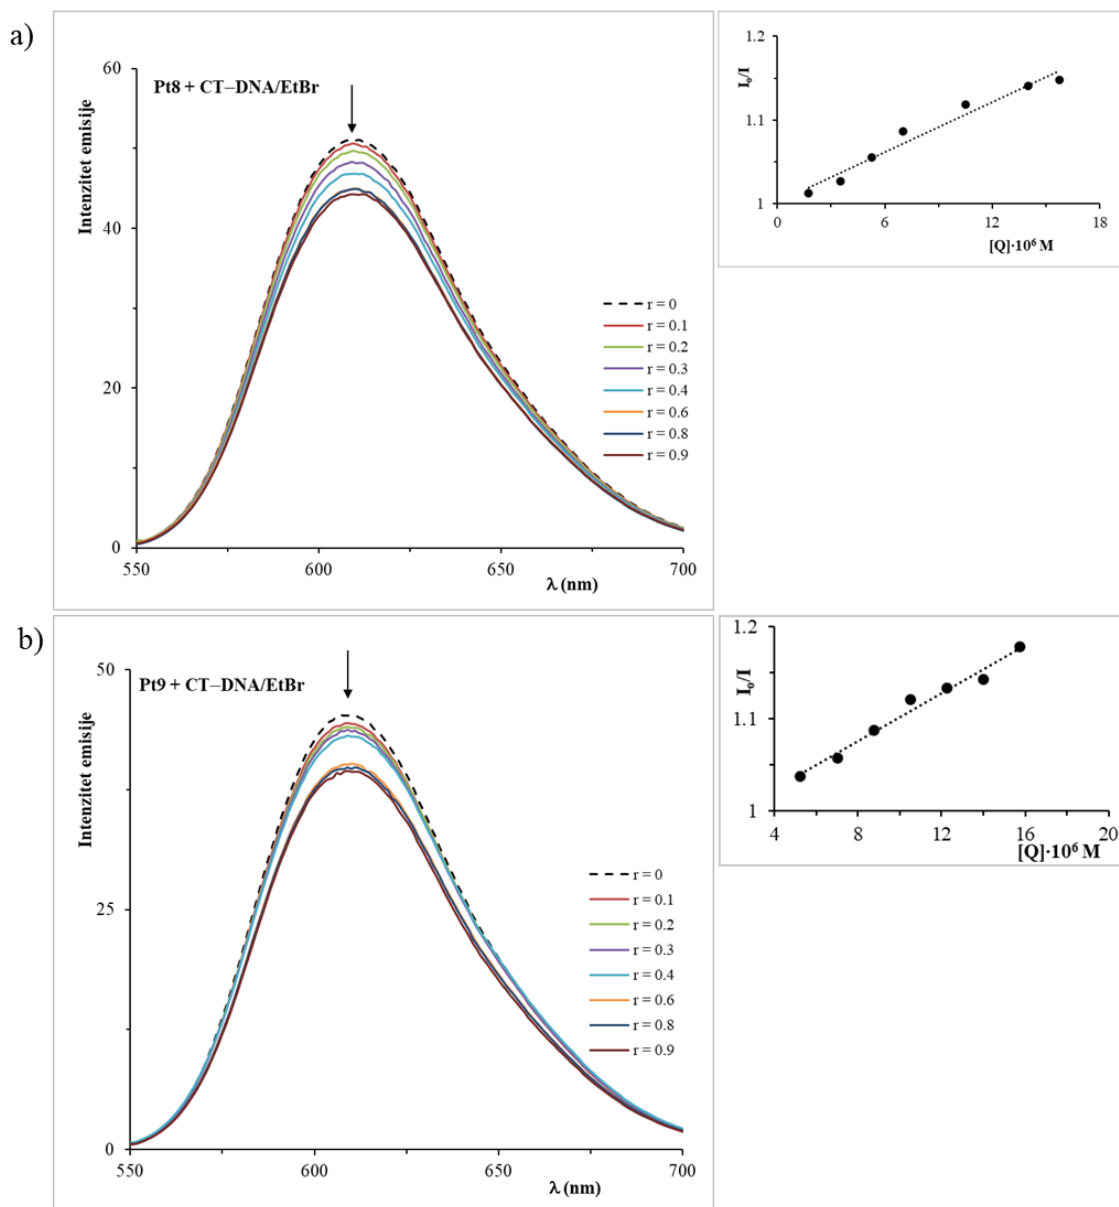 a)
Pt8 + CT−DNA/EtBr
Intenzitet emisije
60
40
20
0
550
600
650
700
λ (nm)
r = 0
r = 0.1
r = 0.2
r = 0.3
r = 0.4
r = 0.6
r = 0.8
r = 0.9
I₀/I
1.2
1.1
1
0
6
12
18
[Q]·10⁶ M
b)
Pt9 + CT−DNA/EtBr
Intenzitet emisije
50
25
0
550
600
650
700
λ (nm)
r = 0
r = 0.1
r = 0.2
r = 0.3
r = 0.4
r = 0.6
r = 0.8
r = 0.9
I₀/I
1.2
1.1
1
4
8
12
16
20
[Q]·10⁶ M